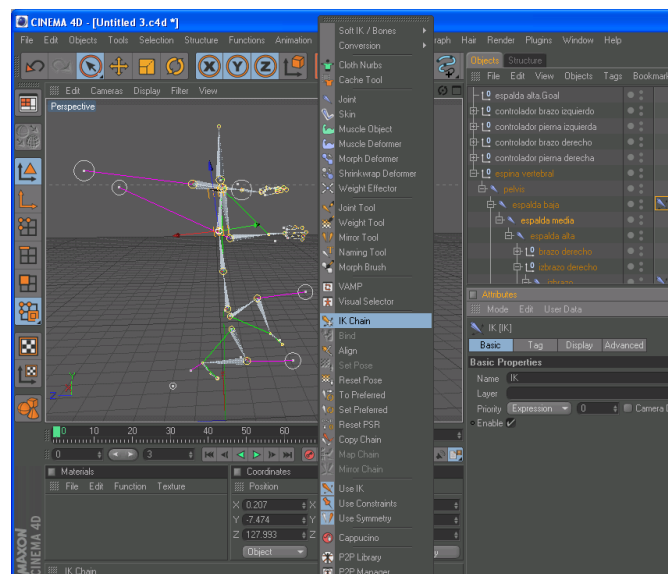 CINEMA 4D - [Untitled 3.c4d *]
File Edit Objects Tools Selection Structure Functions Animation
Hair Render Plugins Window Help
Edit Cameras Display Filter View
Perspective
Soft IK / Bones
Conversion
Cloth Nurbs
Cache Tool
Joint
Skin
Muscle Object
Muscle Deformer
Morph Deformer
Shrinkwrap Deformer
Weight Effector
Joint Tool
Weight Tool
Mirror Tool
Naming Tool
Morph Brush
VAMP
Visual Selector
IK Chain
Bind
Align
Set Pose
Reset Pose
To Preferred
Set Preferred
Reset PSR
Copy Chain
Map Chain
Mirror Chain
Use IK
Use Constraints
Use Symmetry
Cappucino
P2P Library
P2P Manager
Objects Structure
File Edit View Objects Tags Bookmar
espalda alta.Goal
controlador brazo izquierdo
controlador pierna izquierda
controlador brazo derecho
controlador pierna derecha
espina vertebral
pelvis
espalda baja
espalda media
espalda alta
brazo derecho
izbrazo derecho
izbrazo
Attributes
Mode Edit User Data
IK [IK]
Basic Tag Display Advanced
Basic Properties
Name IK
Layer
Priority Expression 0 Camera
Enable
Y
Z
0 10 20 30 40 50 60
0 3
Materials
File Edit Function Texture
Coordinates
Position
X 0.207 X
Y -7.474 Y
Z 127.993 Z
Object
MAXON
CINEMA 4D
IK Chain